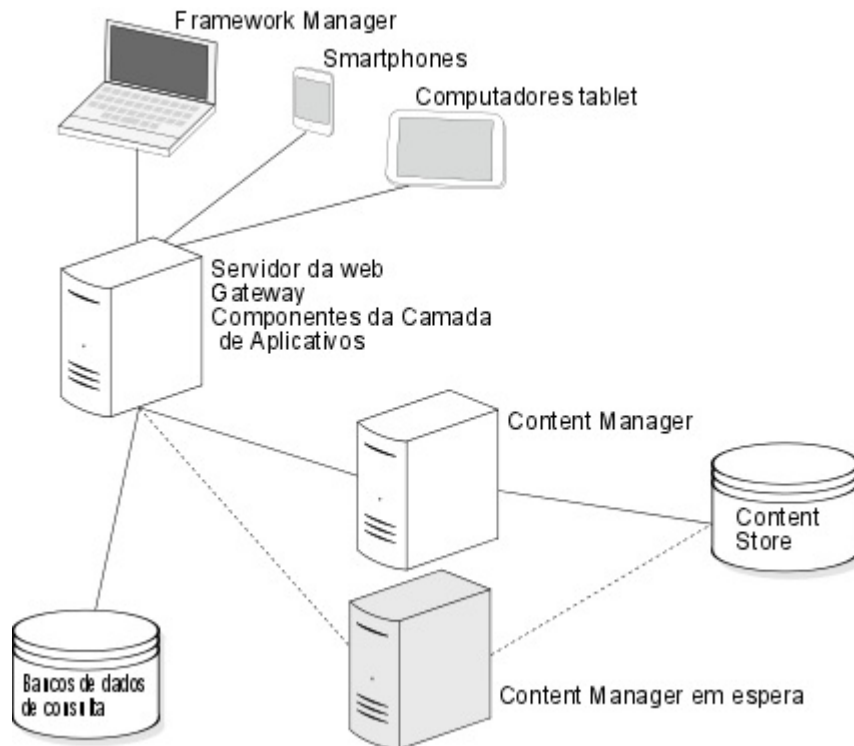 Framework Manager
Smartphones
Computadores tablet
Servidor da web
Gateway
Componentes da Camada
de Aplicativos
Content Manager
Content
Store
Bancos de dados
de consulta
Content Manager em espera